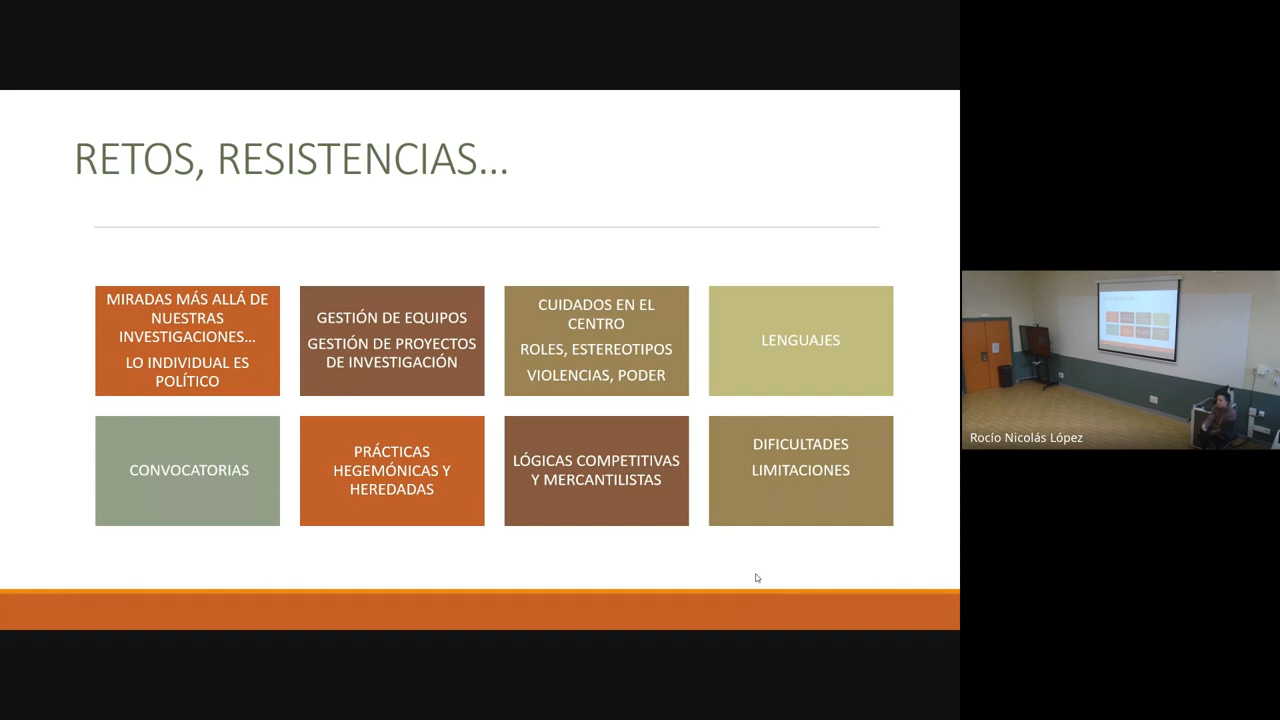 RETOS, RESISTENCIAS...
MIRADAS MÁS ALLÁ DE
NUESTRAS
INVESTIGACIONES...
LO INDIVIDUAL ES
POLÍTICO
GESTIÓN DE EQUIPOS
GESTIÓN DE PROYECTOS
DE INVESTIGACIÓN
CUIDADOS EN EL
CENTRO
ROLES, ESTEREOTIPOS
VIOLENCIAS, PODER
LENGUAJES
CONVOCATORIAS
PRÁCTICAS
HEGEMÓNICAS Y
HEREDADAS
LÓGICAS COMPETITIVAS
Y MERCANTILISTAS
DIFICULTADES
LIMITACIONES
Rocío Nicolás López